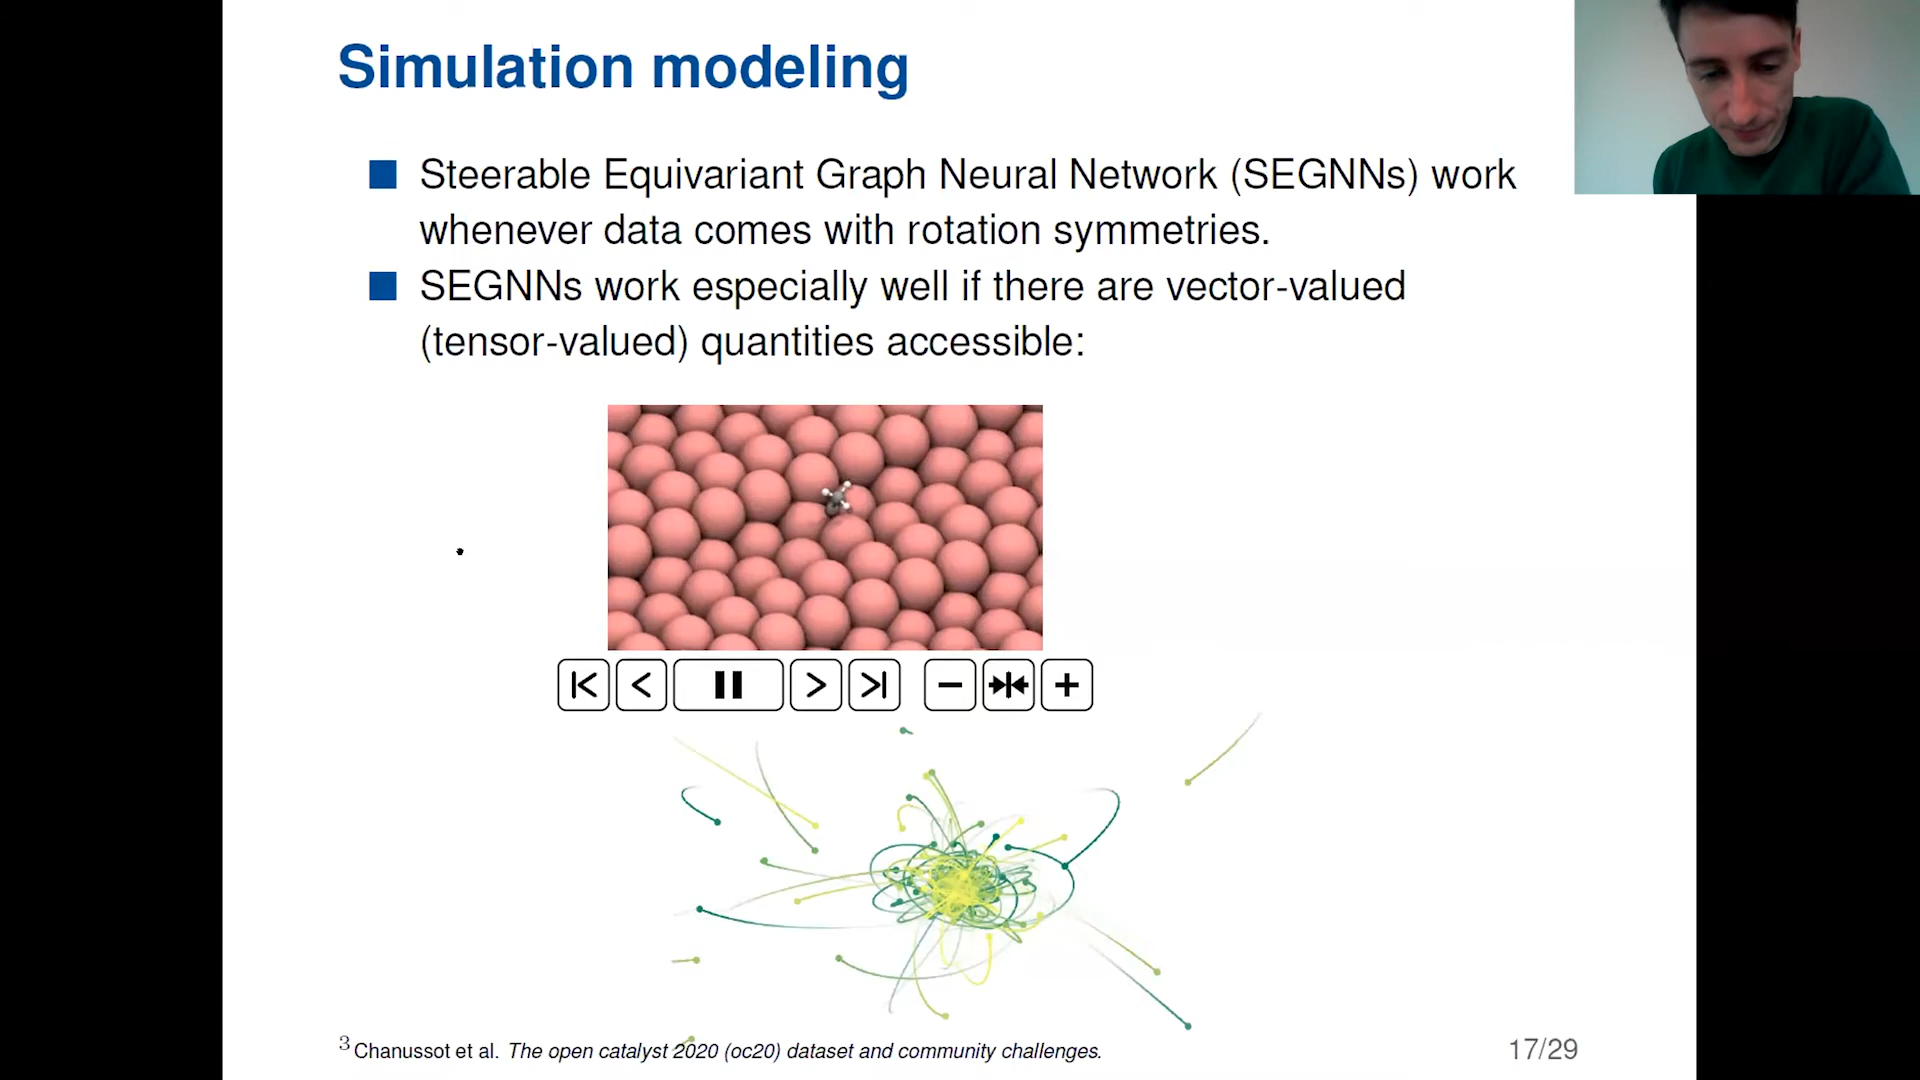 Simulation modeling
Steerable Equivariant Graph Neural Network (SEGNNs) work
whenever data comes with rotation symmetries.
SEGNNs work especially well if there are vector-valued
(tensor-valued) quantities accessible:
3 Chanussot et al. The open catalyst 2020 (oc20) dataset and community challenges.
17/29